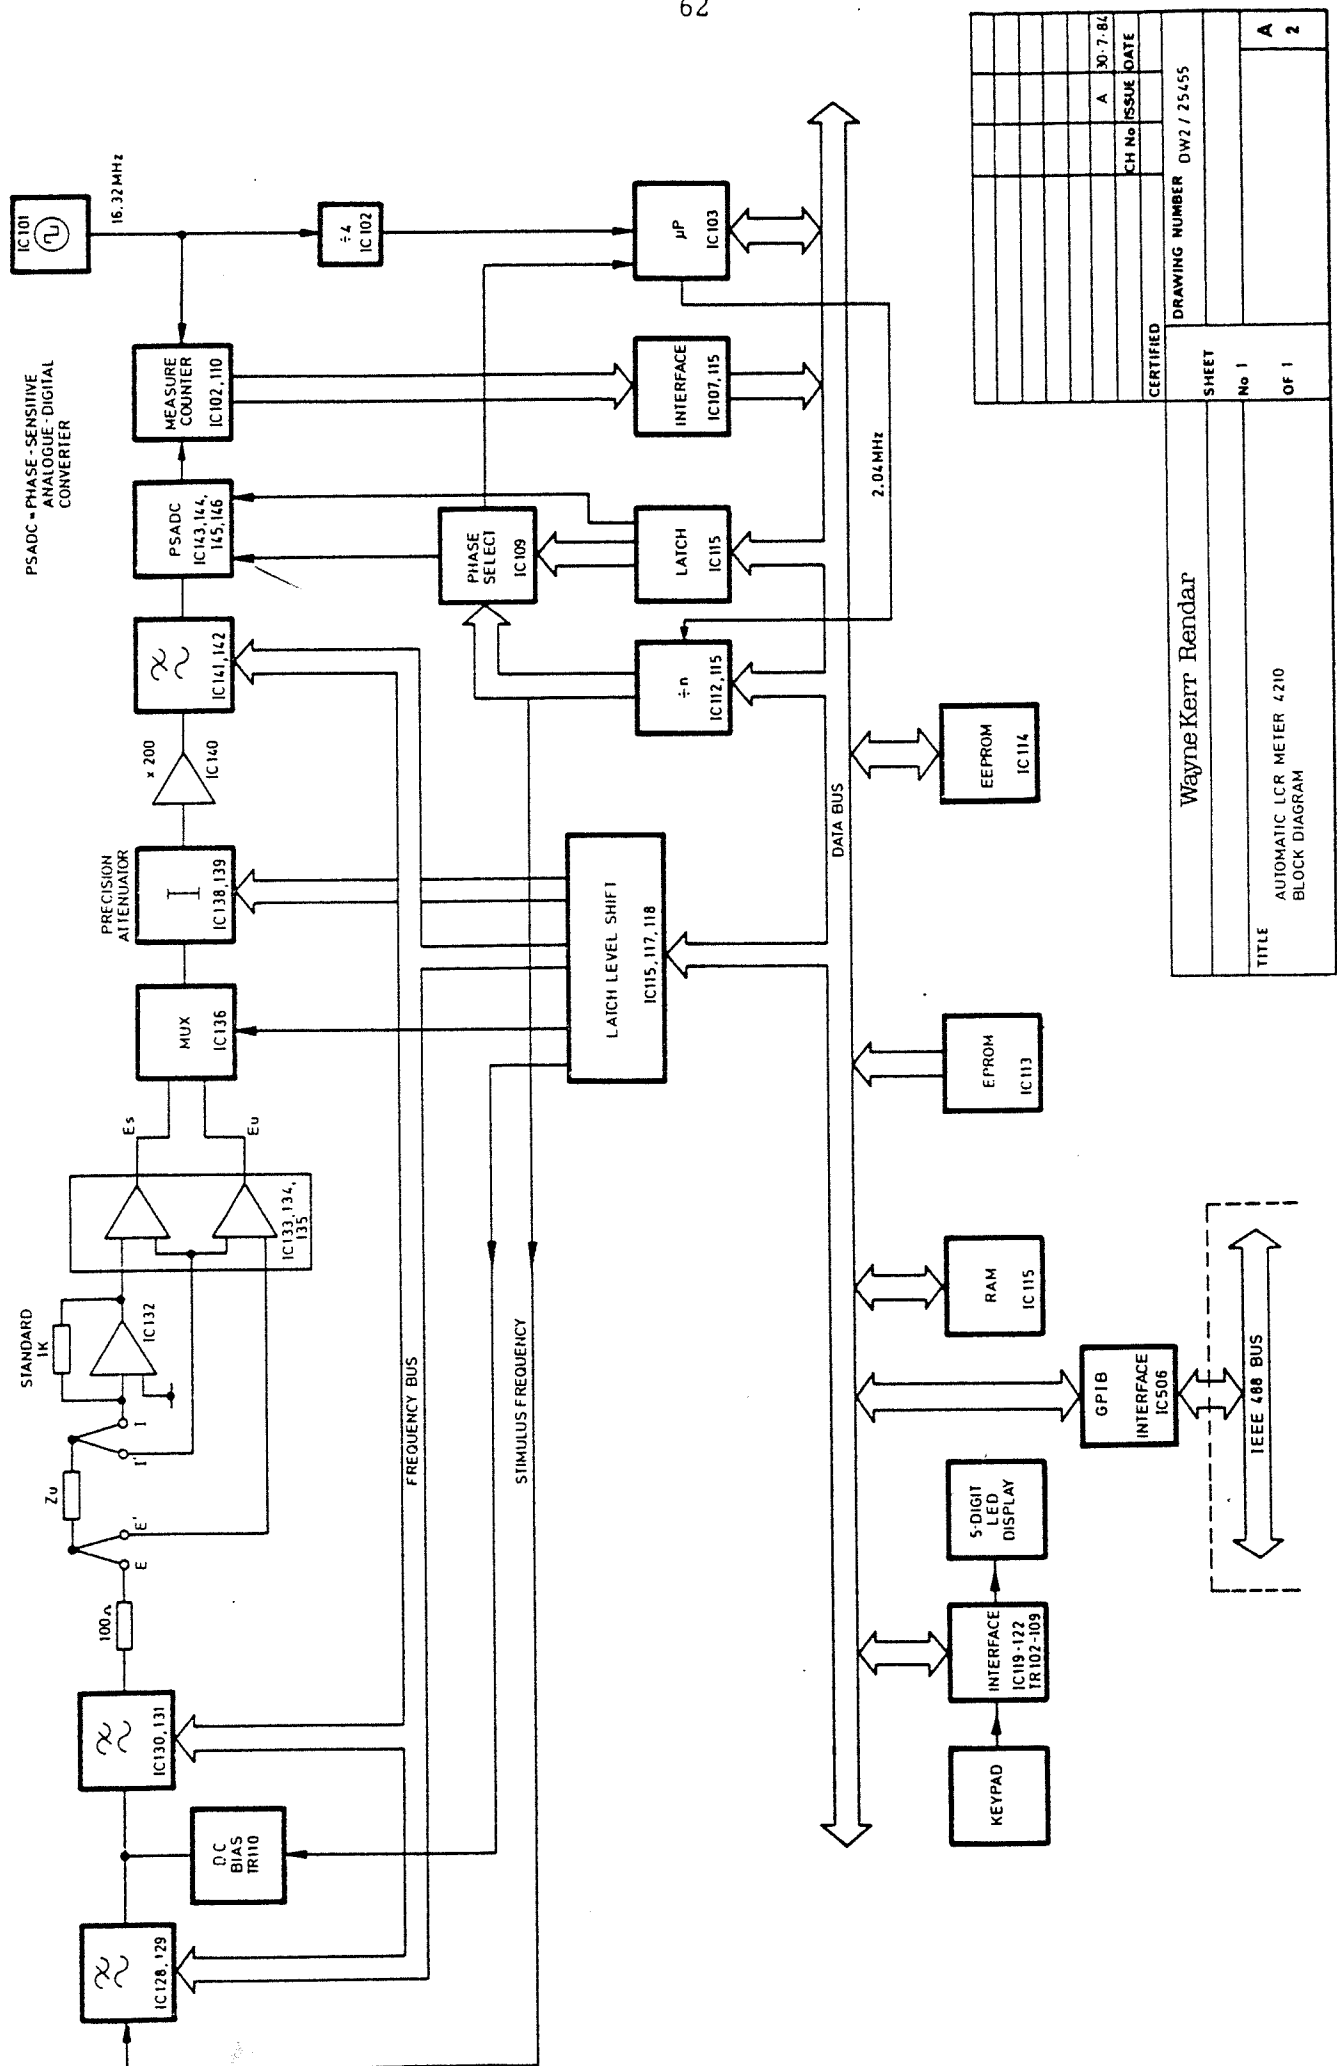 62
PSADC = PHASE-SENSITIVE
ANALOGUE-DIGITAL
CONVERTER
IC128,129
DC
BIAS
TR110
IC130,131
100Ω
E
E'
Zu
I'
I
STANDARD
1K
IC132
IC133,134,
135
Es
Eu
MUX
IC136
PRECISION
ATTENUATOR
IC138,139
x 200
IC140
IC141,142
PSADC
IC143,144,
145,146
MEASURE
COUNTER
IC102,110
IC101
16.32MHz
÷4
IC102
FREQUENCY BUS
STIMULUS FREQUENCY
LATCH LEVEL SHIFT
IC115,117,118
PHASE
SELECT
IC109
÷n
IC112,115
LATCH
IC115
INTERFACE
IC107,115
µP
IC103
2.04MHz
DATA BUS
KEYPAD
INTERFACE
IC119-122
TR102-109
5-DIGIT
LED
DISPLAY
GPIB
INTERFACE
IC506
IEEE 488 BUS
RAM
IC115
EPROM
IC113
EEPROM
IC114
A 30·7·84
CH No ISSUE DATE
CERTIFIED
Wayne Kerr Rendar
DRAWING NUMBER DW2 / 25455
SHEET
No 1
OF 1
TITLE
AUTOMATIC LCR METER 4210
BLOCK DIAGRAM
A
2